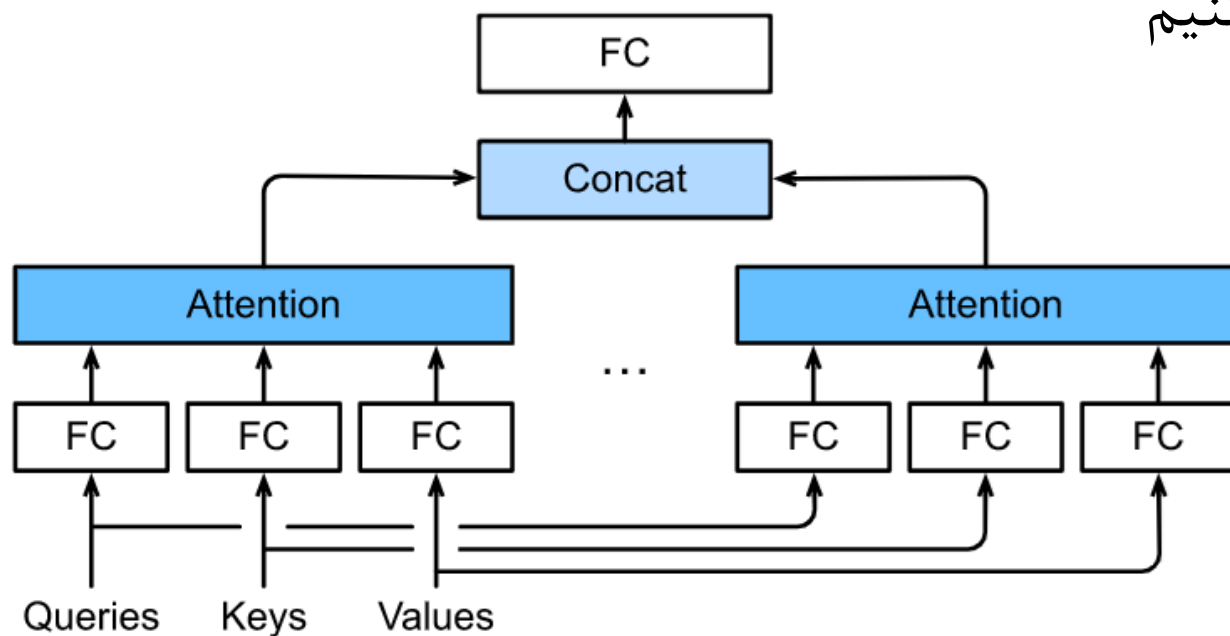 FC
Concat
Attention Attention
...
FC FC FC FC FC FC
Queries Keys Values